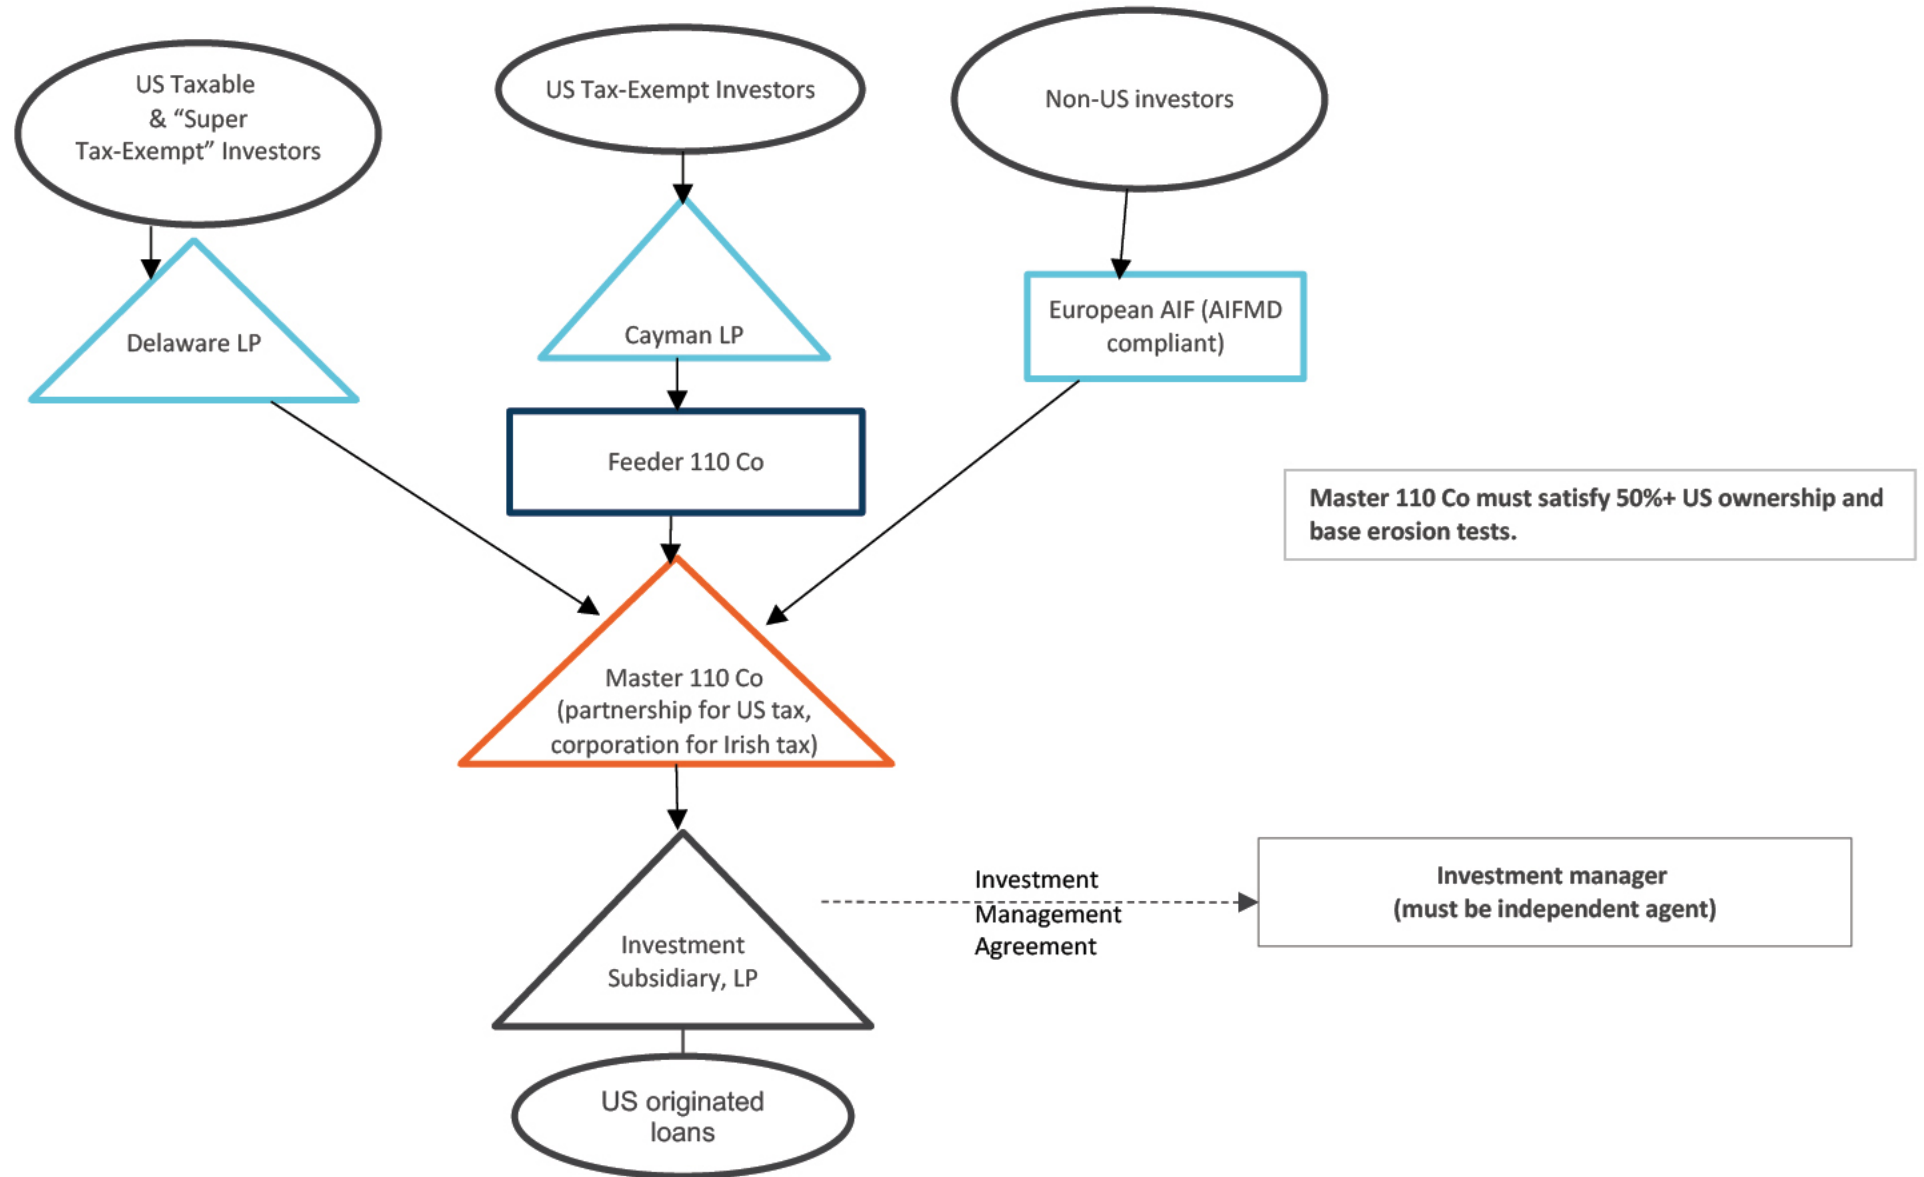 US Taxable
& “Super
Tax-Exempt” Investors
US Tax-Exempt Investors
Non-US investors
Delaware LP
Cayman LP
European AIF (AIFMD
compliant)
Feeder 110 Co
Master 110 Co must satisfy 50%+ US ownership and
base erosion tests.
Master 110 Co
(partnership for US tax,
corporation for Irish tax)
Investment
Subsidiary, LP
Investment
Management
Agreement
Investment manager
(must be independent agent)
US originated
loans